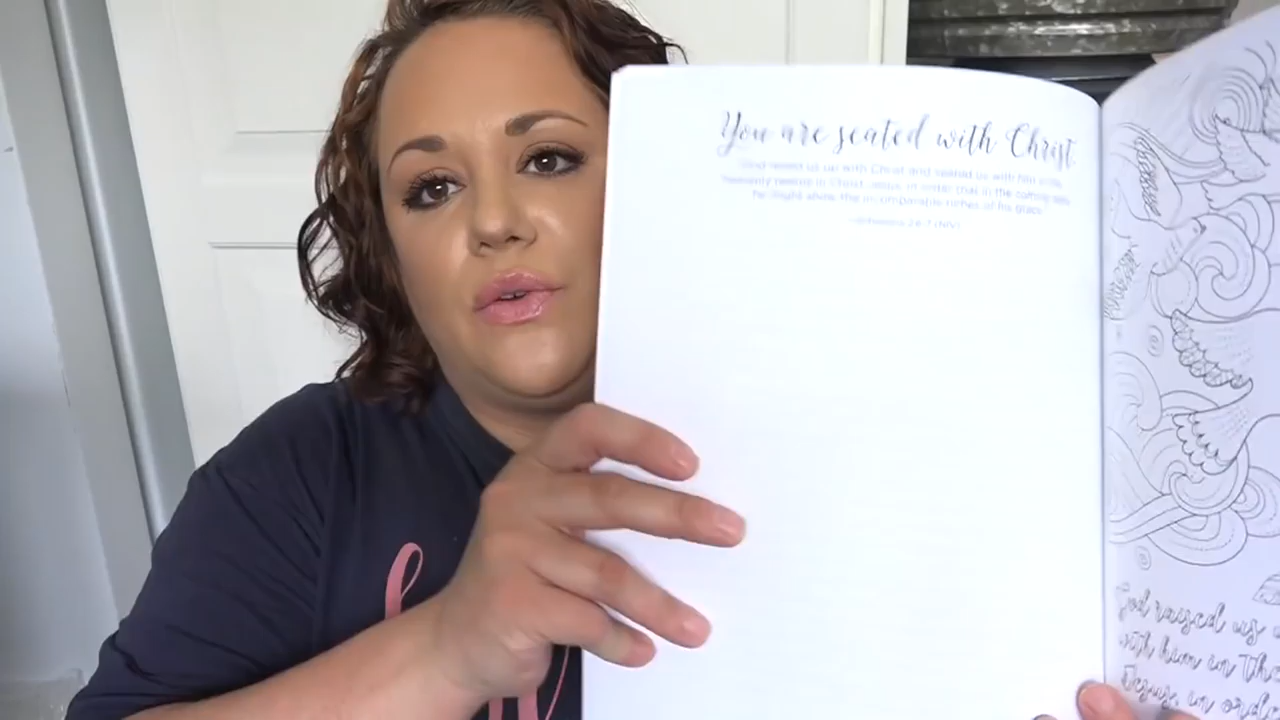 You are seated with Christ
"God raised us up with Christ and seated us with him in the
heavenly realms in Christ Jesus, in order that in the coming ages
he might show the incomparable riches of his grace
God raised us
with him in the
Jesus, in orde